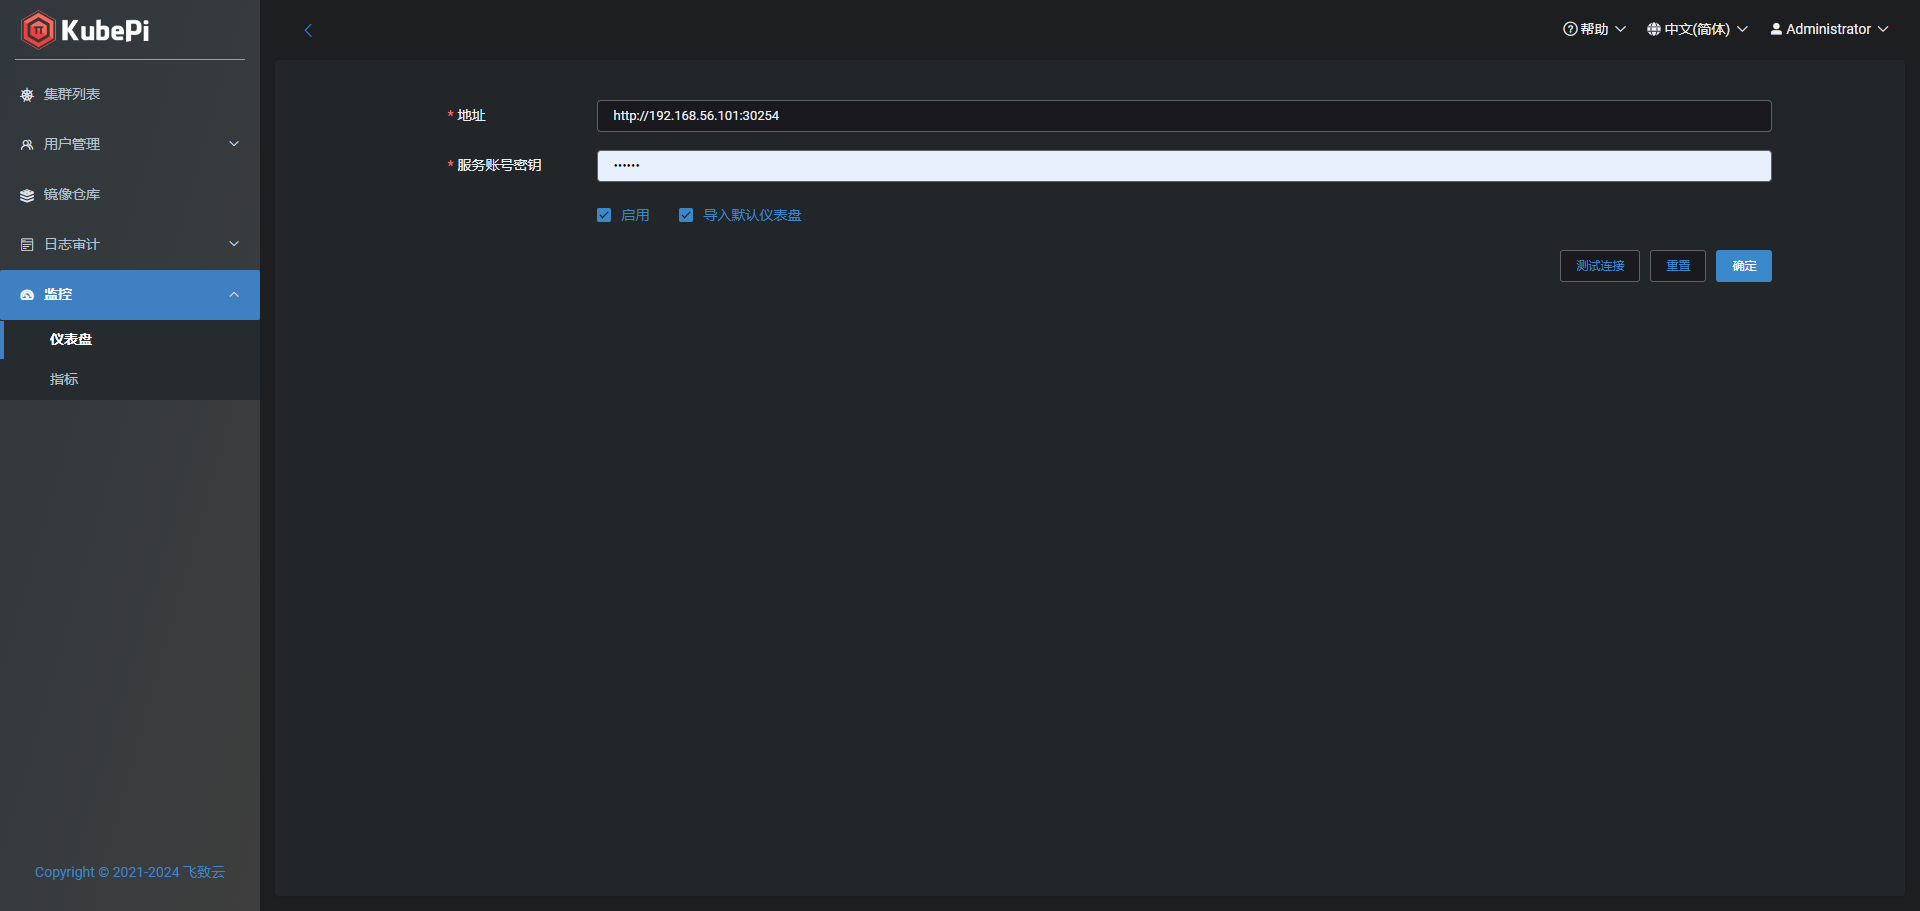 KubePi
集群列表
用户管理
镜像仓库
日志审计
监控
仪表盘
指标
Copyright © 2021-2024 飞致云
帮助
中文(简体)
Administrator
* 地址
http://192.168.56.101:30254
* 服务账号密钥
••••••
启用
导入默认仪表盘
测试连接
重置
确定